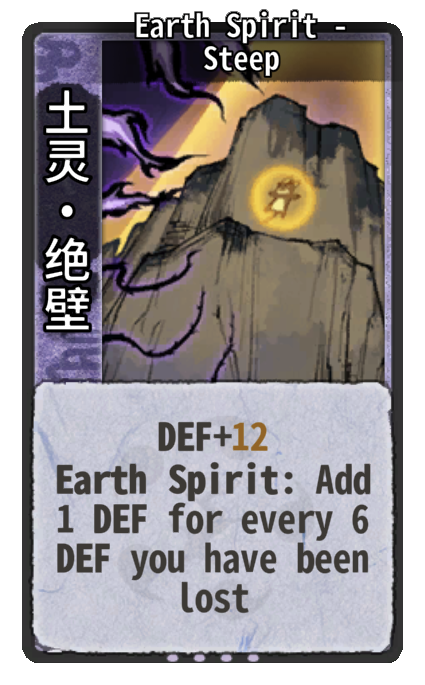 Earth Spirit -
Steep
土灵·绝壁
DEF+12
Earth Spirit: Add
1 DEF for every 6
DEF you have been
lost